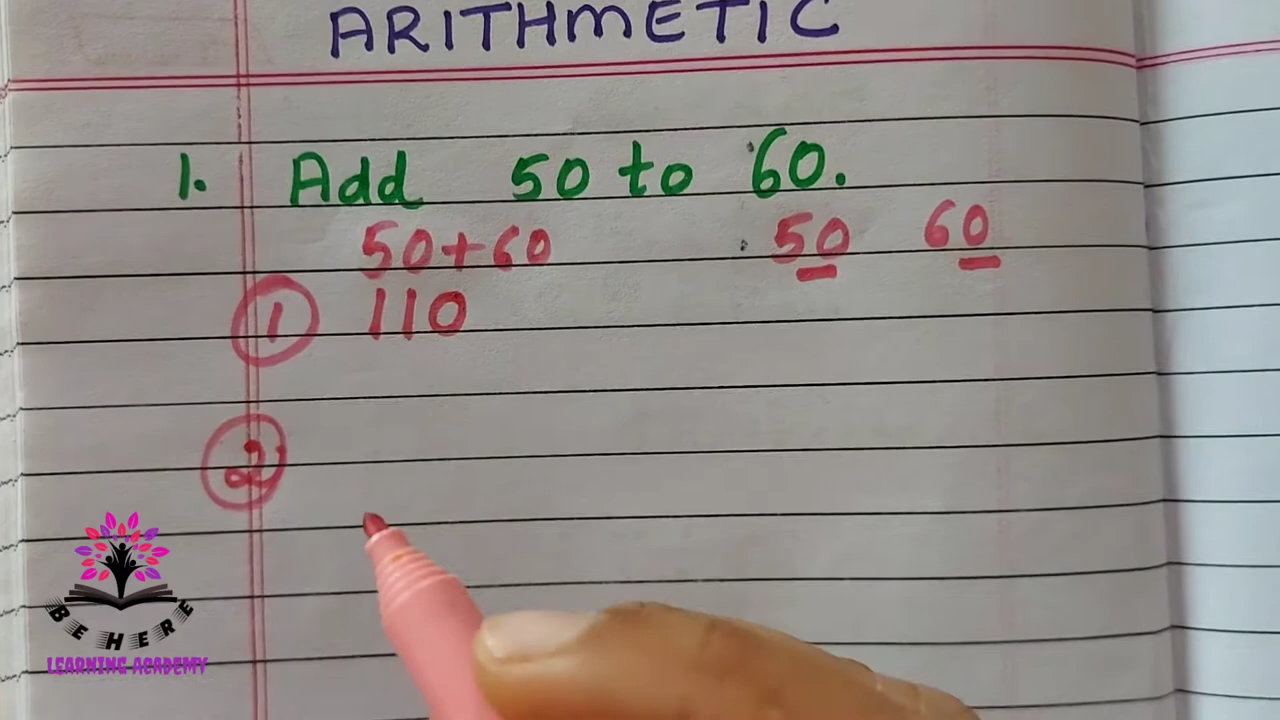 ARITHMETIC
1. Add 50 to 60.
50+60 50 60
① 110
②
BE HERE
LEARNING ACADEMY